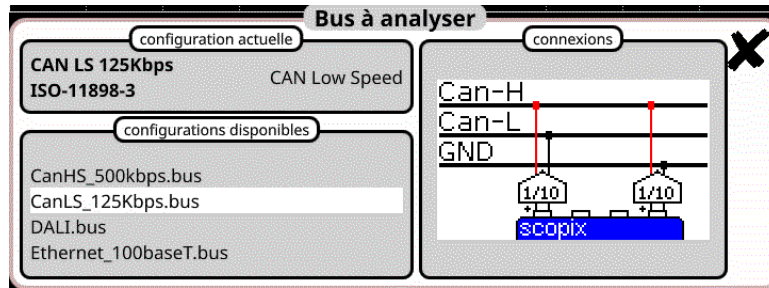 Bus à analyser
configuration actuelle
CAN LS 125Kbps
ISO-11898-3
CAN Low Speed
configurations disponibles
CanHS_500kbps.bus
CanLS_125Kbps.bus
DALI.bus
Ethernet_100baseT.bus
connexions
Can-H
Can-L
GND
1/10 1/10
scopix